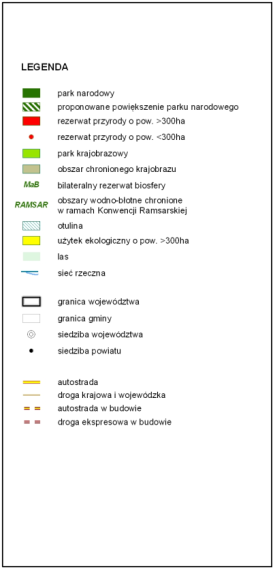 LEGENDA
park narodowy
proponowane powiększenie parku narodowego
rezerwat przyrody o pow. >300ha
rezerwat przyrody o pow. <300ha
park krajobrazowy
obszar chronionego krajobrazu
MaB bilateralny rezerwat biosfery
RAMSAR obszary wodno-błotne chronione
w ramach Konwencji Ramsarskiej
otulina
użytek ekologiczny o pow. >300ha
las
sieć rzeczna
granica województwa
granica gminy
siedziba województwa
siedziba powiatu
autostrada
droga krajowa i wojewódzka
autostrada w budowie
droga ekspresowa w budowie